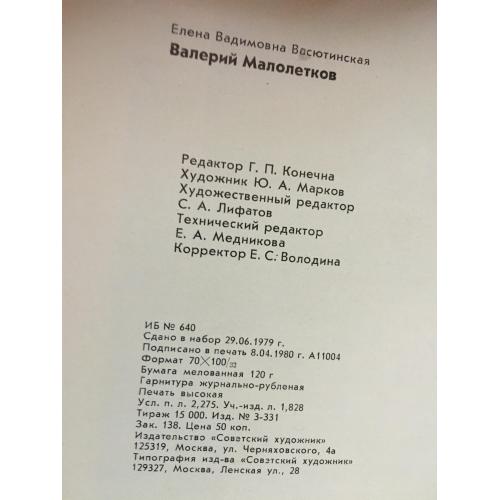 Елена Вадимовна Васютинская
Валерий Малолетков
Редактор Г. П. Конечна
Художник Ю. А. Марков
Художественный редактор
С. А. Лифатов
Технический редактор
Е. А. Медникова
Корректор Е. С. Володина
ИБ № 640
Сдано в набор 29.06.1979 г.
Подписано в печать 8.04.1980 г. А11004
Формат 70×100/32
Бумага мелованная 120 г
Гарнитура журнально-рубленая
Печать высокая
Усл. п. л. 2,275. Уч.-изд. л. 1,828
Тираж 15 000. Изд. № 3-331
Зак. 138. Цена 50 коп.
Издательство «Советский художник»
125319, Москва, ул. Черняховского, 4а
Типография изд-ва «Советский художник»
129327, Москва, Ленская ул., 28